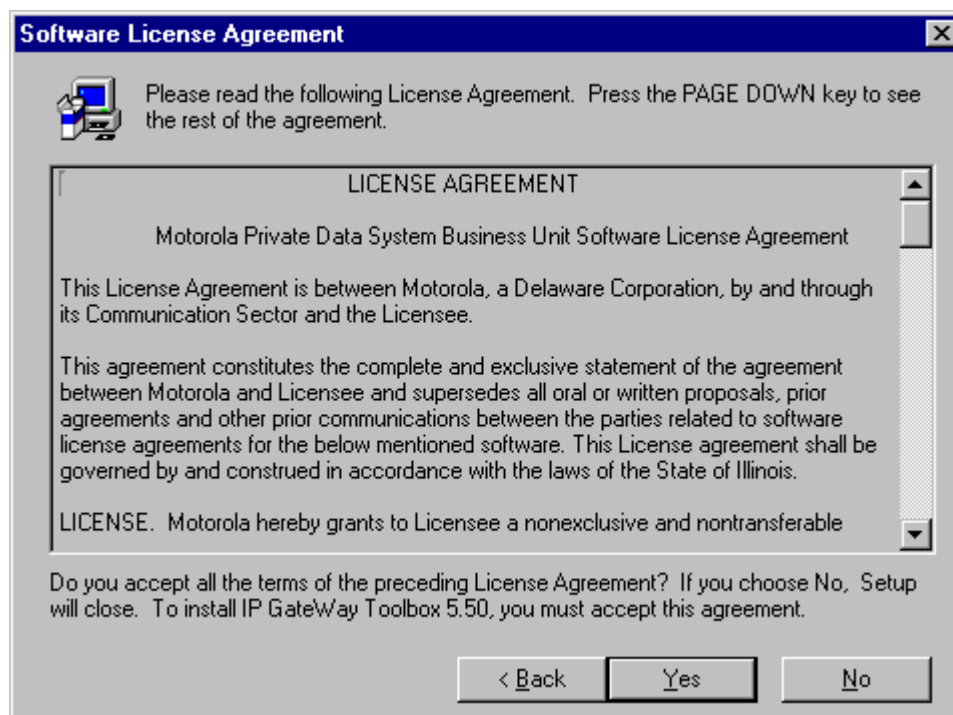 Software License Agreement
Please read the following License Agreement.  Press the PAGE DOWN key to see
the rest of the agreement.
LICENSE AGREEMENT
Motorola Private Data System Business Unit Software License Agreement
This License Agreement is between Motorola, a Delaware Corporation, by and through
its Communication Sector and the Licensee.
This agreement constitutes the complete and exclusive statement of the agreement
between Motorola and Licensee and supersedes all oral or written proposals, prior
agreements and other prior communications between the parties related to software
license agreements for the below mentioned software. This License agreement shall be
governed by and construed in accordance with the laws of the State of Illinois.
LICENSE.  Motorola hereby grants to Licensee a nonexclusive and nontransferable
Do you accept all the terms of the preceding License Agreement?  If you choose No,  Setup
will close.  To install IP GateWay Toolbox 5.50, you must accept this agreement.
< Back
Yes
No